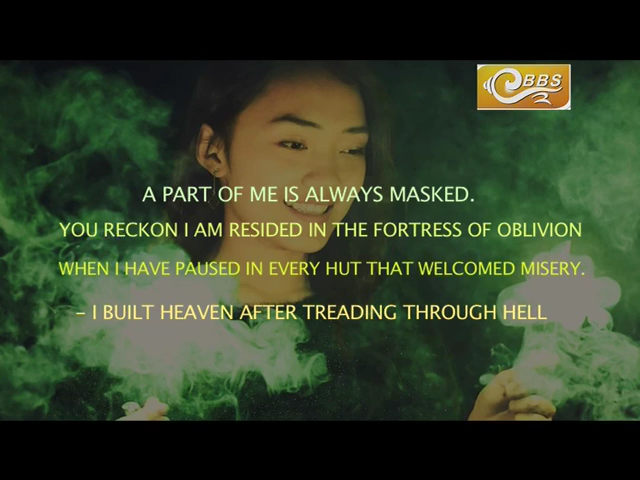 BBS
2
A PART OF ME IS ALWAYS MASKED.
YOU RECKON I AM RESIDED IN THE FORTRESS OF OBLIVION
WHEN I HAVE PAUSED IN EVERY HUT THAT WELCOMED MISERY.
– I BUILT HEAVEN AFTER TREADING THROUGH HELL